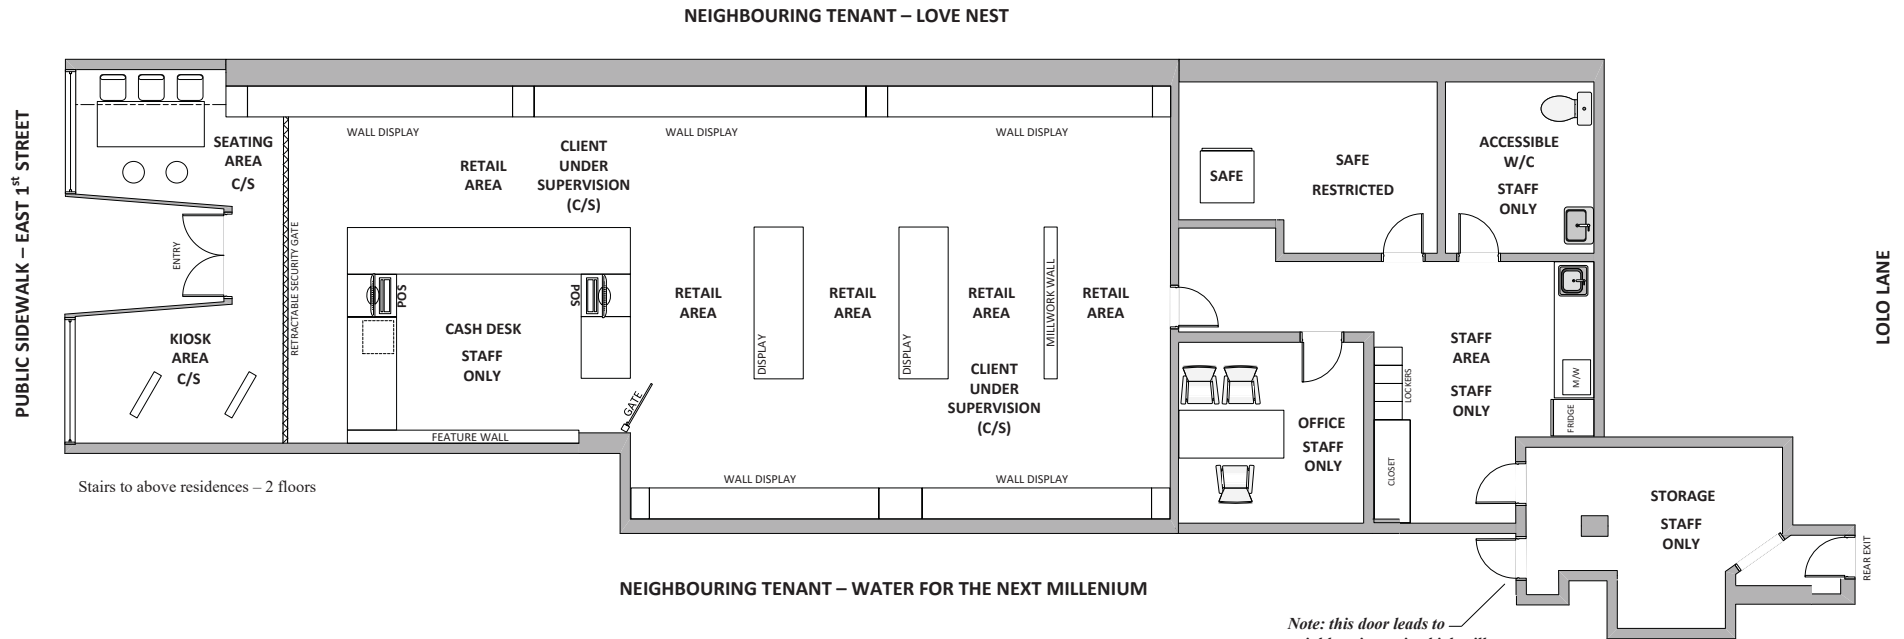 NEIGHBOURING TENANT – LOVE NEST
PUBLIC SIDEWALK – EAST 1st STREET
SEATING
AREA
C/S
ENTRY
KIOSK
AREA
C/S
RETRACTABLE SECURITY GATE
WALL DISPLAY
WALL DISPLAY
WALL DISPLAY
RETAIL
AREA
CLIENT
UNDER
SUPERVISION
(C/S)
POS
POS
CASH DESK
STAFF
ONLY
FEATURE WALL
GATE
RETAIL
AREA
DISPLAY
RETAIL
AREA
DISPLAY
RETAIL
AREA
MILLWORK WALL
RETAIL
AREA
CLIENT
UNDER
SUPERVISION
(C/S)
WALL DISPLAY
WALL DISPLAY
SAFE
SAFE
RESTRICTED
ACCESSIBLE
W/C
STAFF
ONLY
STAFF
AREA
STAFF
ONLY
LOCKERS
CLOSET
M/W
FRIDGE
OFFICE
STAFF
ONLY
STORAGE
STAFF
ONLY
REAR EXIT
LOLO LANE
Stairs to above residences – 2 floors
NEIGHBOURING TENANT – WATER FOR THE NEXT MILLENIUM
Note: this door leads to